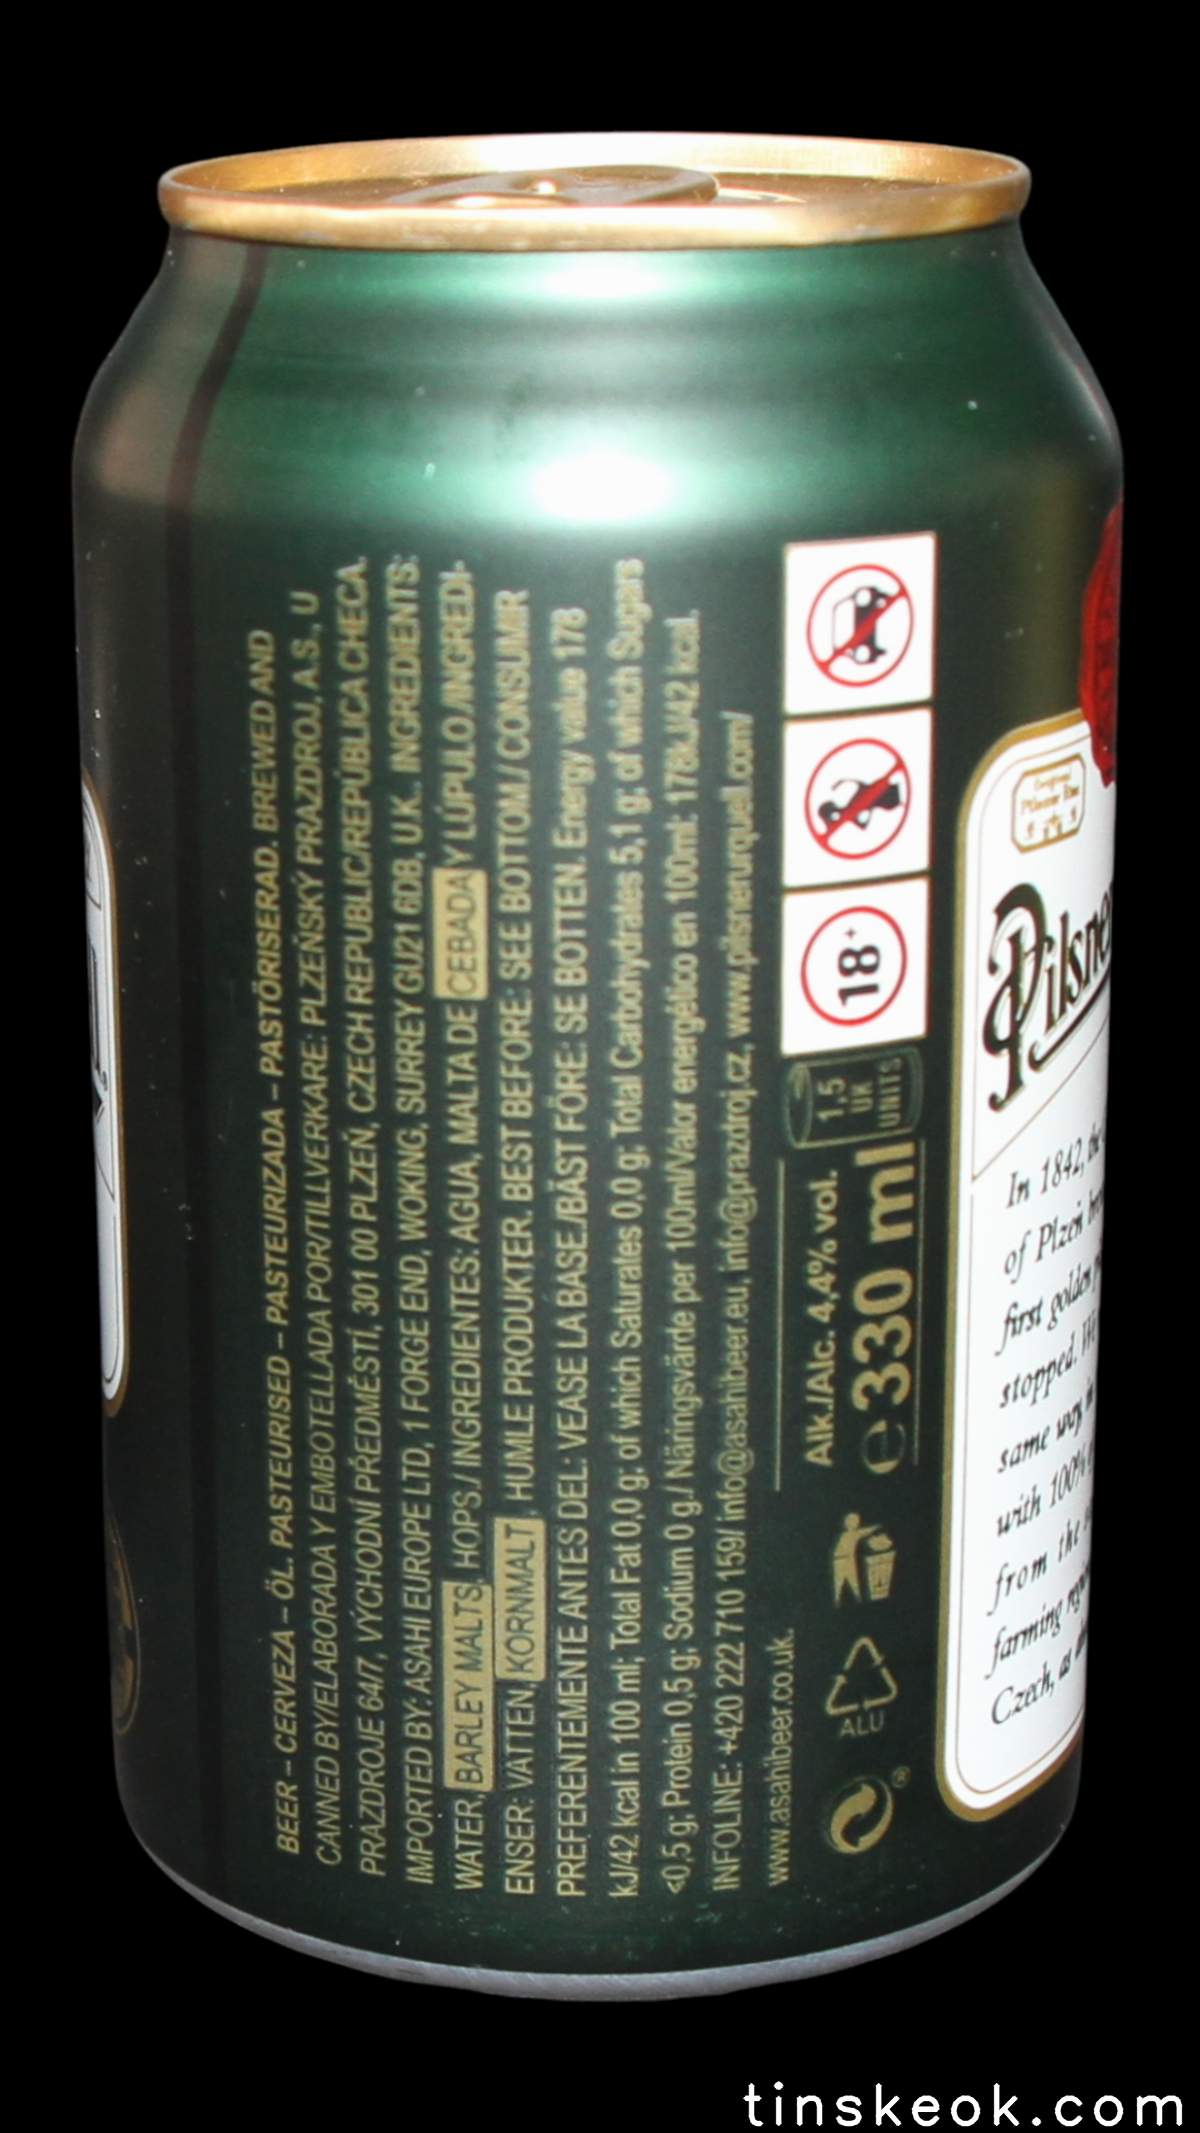 BEER – CERVEZA – ÖL. PASTEURISED – PASTEURIZADA – PASTÖRISERAD. BREWED AND
CANNED BY/ELABORADA Y EMBOTELLADA POR/TILLVERKARE: PLZEŇSKÝ PRAZDROJ, A.S., U
PRAZDROJE 64/7, VÝCHODNÍ PŘEDMĚSTÍ, 301 00 PLZEŇ, CZECH REPUBLIC/REPÚBLICA CHECA.
IMPORTED BY: ASAHI EUROPE LTD, 1 FORGE END, WOKING, SURREY GU21 6DB, U.K. INGREDIENTS:
WATER, BARLEY MALTS, HOPS./ INGREDIENTES: AGUA, MALTA DE CEBADA Y LÚPULO./INGREDI-
ENSER: VATTEN, KORNMALT, HUMLE PRODUKTER. BEST BEFORE: SEE BOTTOM./ CONSUMIR
PREFERENTEMENTE ANTES DEL: VEASE LA BASE./BÄST FÖRE: SE BOTTEN. Energy value 178
kJ/42 kcal in 100 ml; Total Fat 0,0 g; of which Saturates 0,0 g; Total Carbohydrates 5,1 g; of which Sugars
<0,5 g; Protein 0,5 g; Sodium 0 g./ Näringsvärde per 100ml/Valor energético en 100ml: 178kJ/42 kcal.
INFOLINE: +420 222 710 159/ info@asahibeer.eu, info@prazdroj.cz, www.pilsnerurquell.com/
www.asahibeer.co.uk.
ALU
Alk./Alc. 4,4% vol.
℮ 330 ml
1,5
UK
UNITS
18+
Pilsner
In 1842, the
of Plzeň
first golden
stopped. We
same way, in
with 100%
from the
farming
Czech, as
tinskeok.com